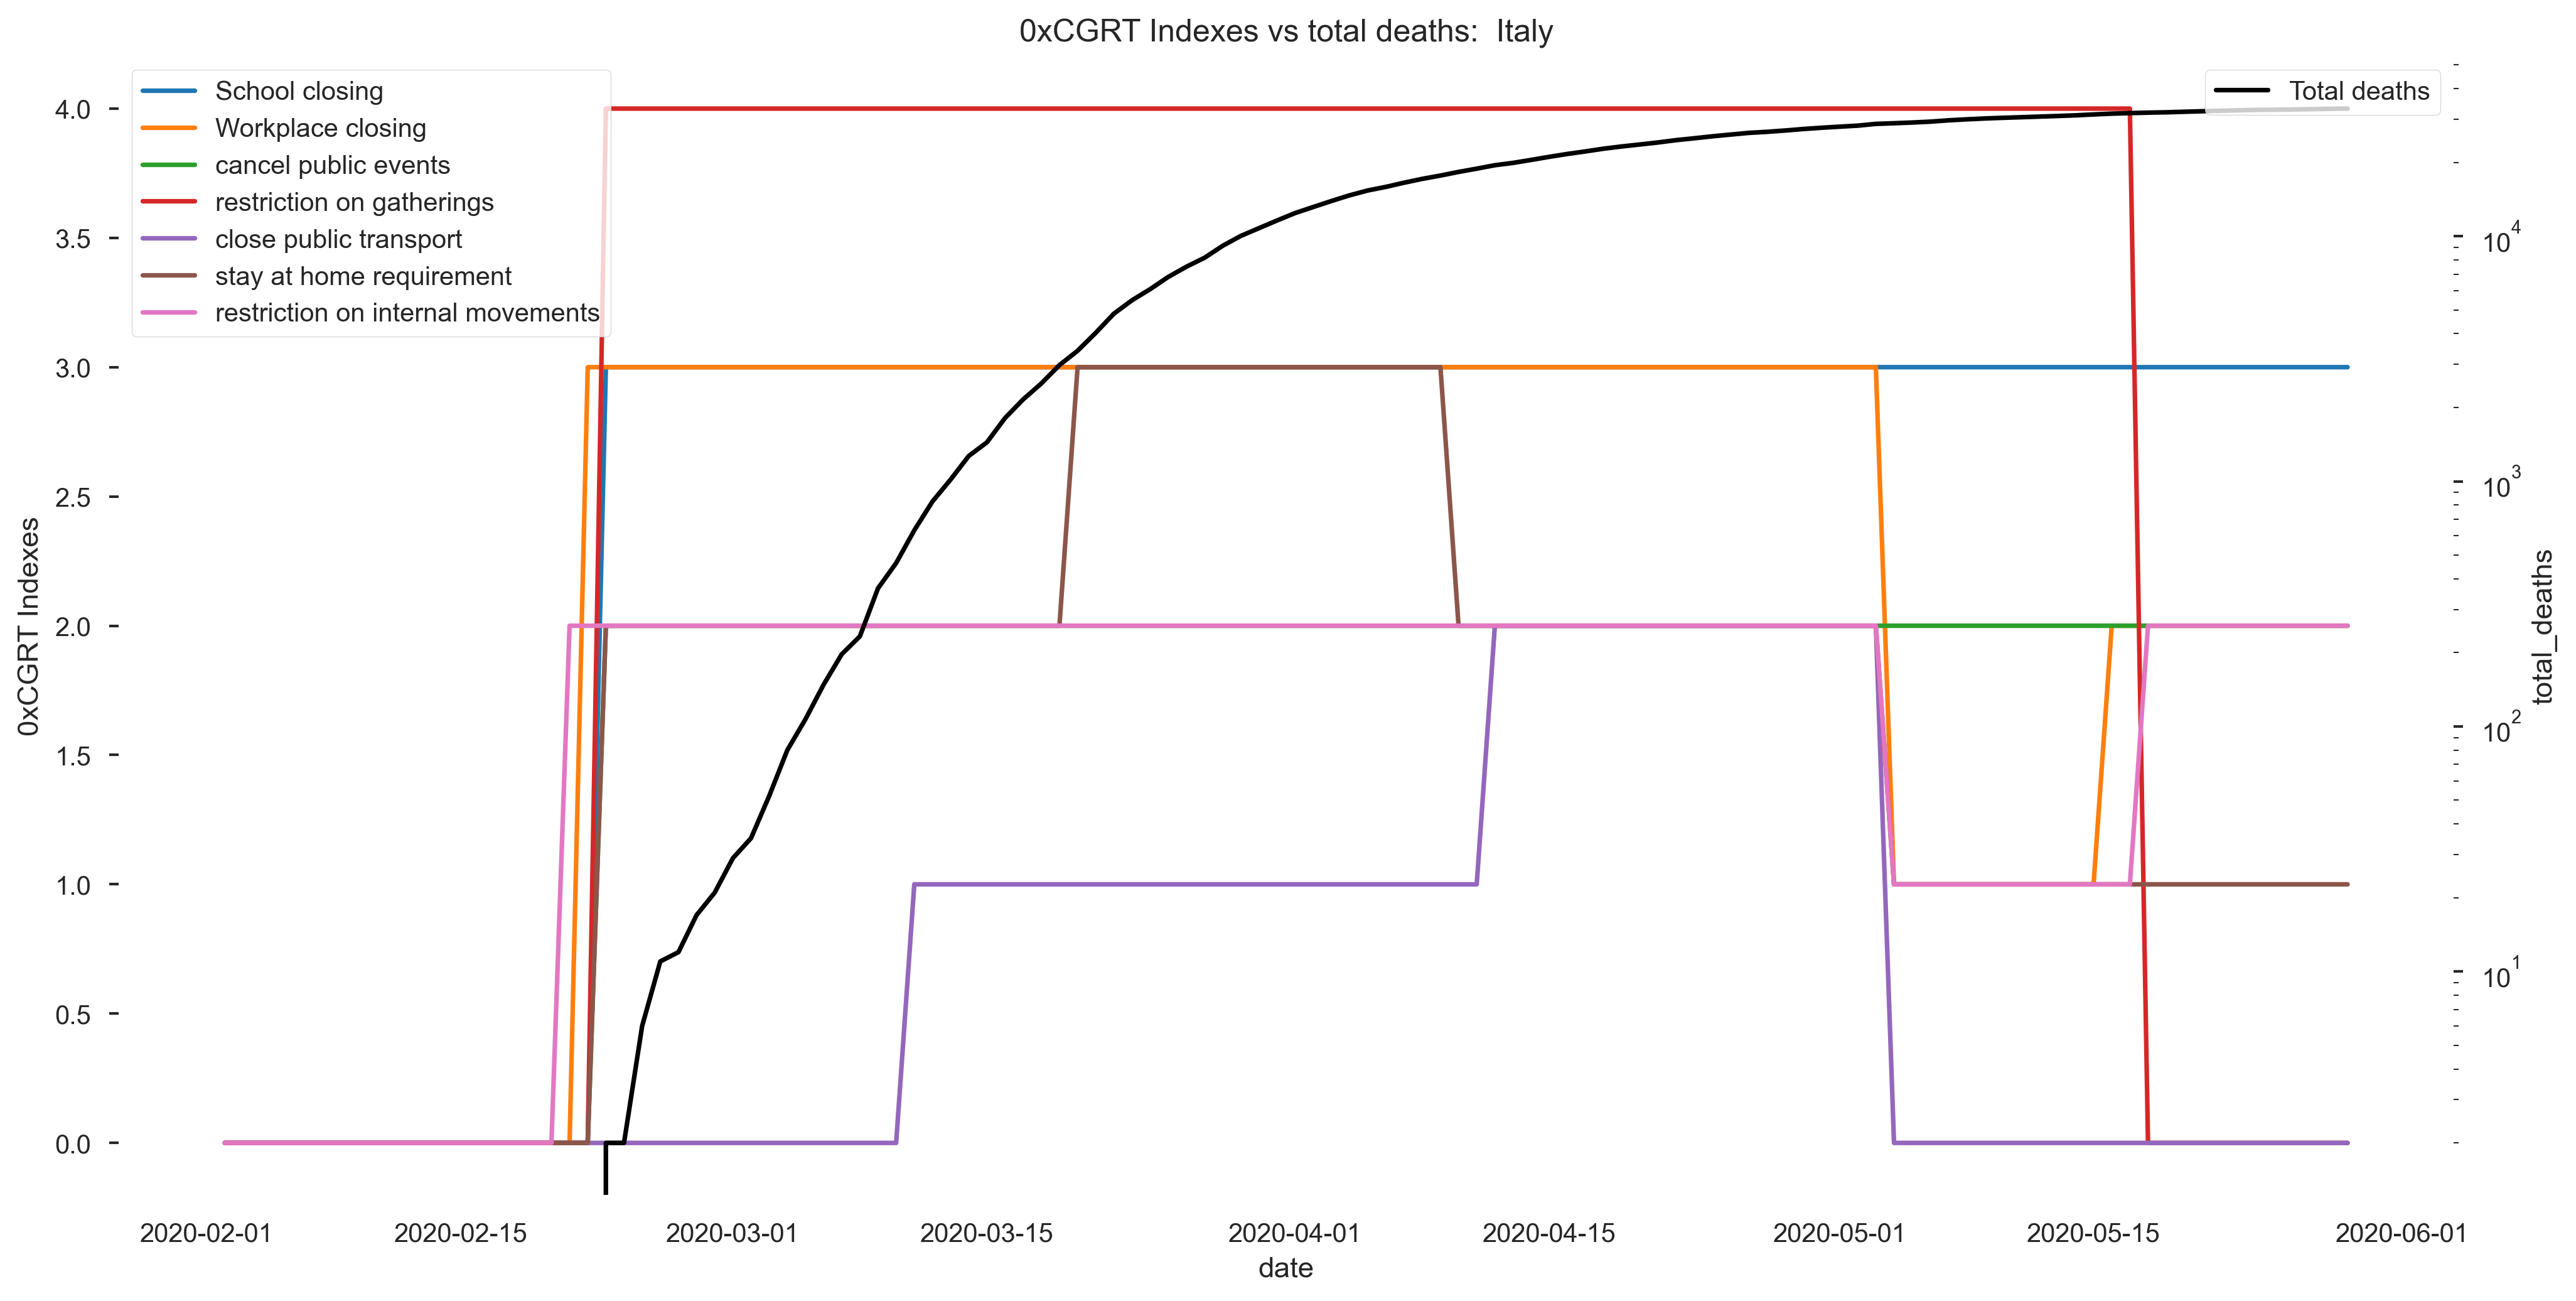 0xCGRT Indexes vs total deaths:  Italy
School closing
Workplace closing
cancel public events
restriction on gatherings
close public transport
stay at home requirement
restriction on internal movements
Total deaths
4.0
3.5
3.0
2.5
2.0
1.5
1.0
0.5
0.0
0xCGRT Indexes
10^4
10^3
10^2
10^1
total_deaths
2020-02-01 2020-02-15 2020-03-01 2020-03-15 2020-04-01 2020-04-15 2020-05-01 2020-05-15 2020-06-01
date